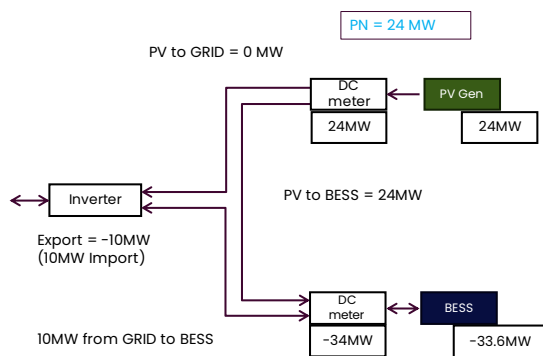 PN = 24 MW
PV to GRID = 0 MW
DC
meter
PV Gen
24MW
24MW
PV to BESS = 24MW
Inverter
Export = -10MW
(10MW Import)
DC
meter
BESS
10MW from GRID to BESS
-34MW
-33.6MW